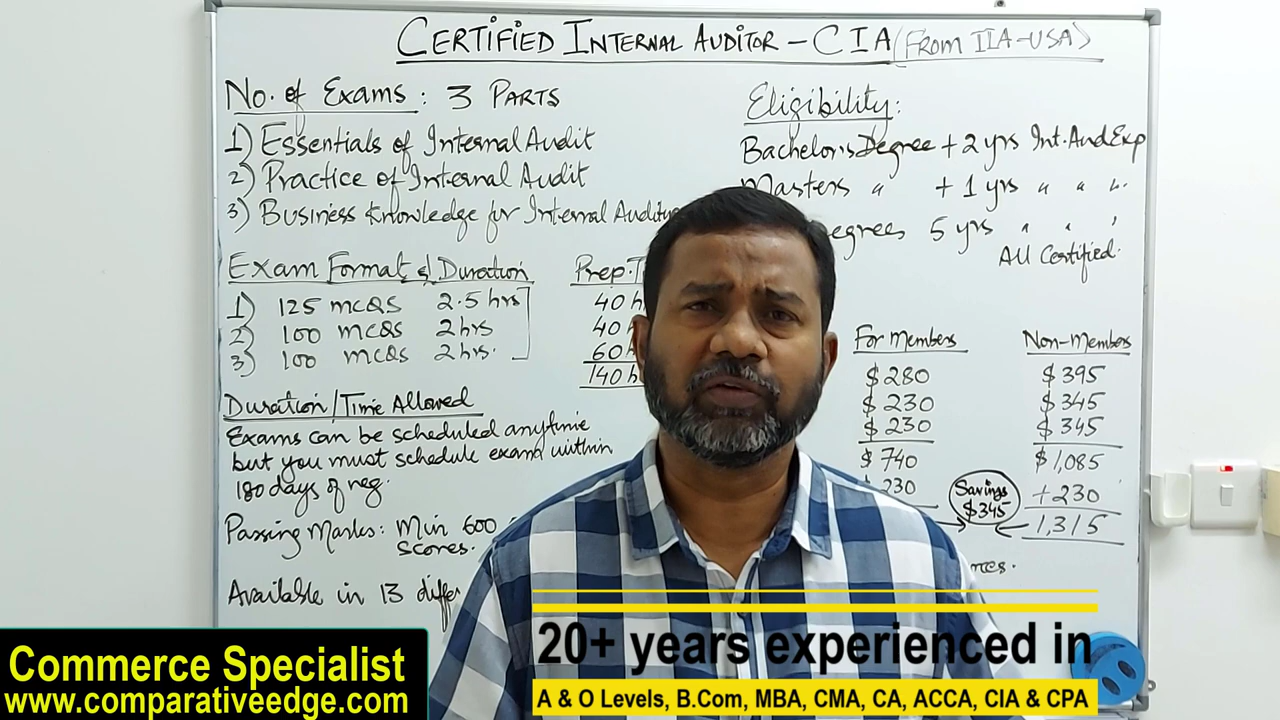 CERTIFIED INTERNAL AUDITOR - CIA (FROM IIA-USA)
No. of Exams: 3 PARTS
1) Essentials of Internal Audit
2) Practice of Internal Audit
3) Business Knowledge for Internal Auditing
Eligibility:
Bachelor's Degree + 2 yrs Int. Aud Exp
Masters " + 1 yrs " " "
egrees 5 yrs " " "
All Certified.
Exam Format & Duration
1) 125 MCQS 2.5 hrs
2) 100 MCQS 2 hrs
3) 100 MCQS 2 hrs.
Prep. T
40 h
40 h
60 h
140 h
For Members
$280
$230
$230
$740
+230
Non-Members
$395
$345
$345
$1,085
+230
1,315
Savings
$345
Duration/Time Allowed
Exams can be scheduled anytime
but you must schedule exam within
180 days of reg.
Passing Marks: Min 600
Scores.
Available in 13 differ
Commerce Specialist
www.comparativeedge.com
20+ years experienced in
A & O Levels, B.Com, MBA, CMA, CA, ACCA, CIA & CPA